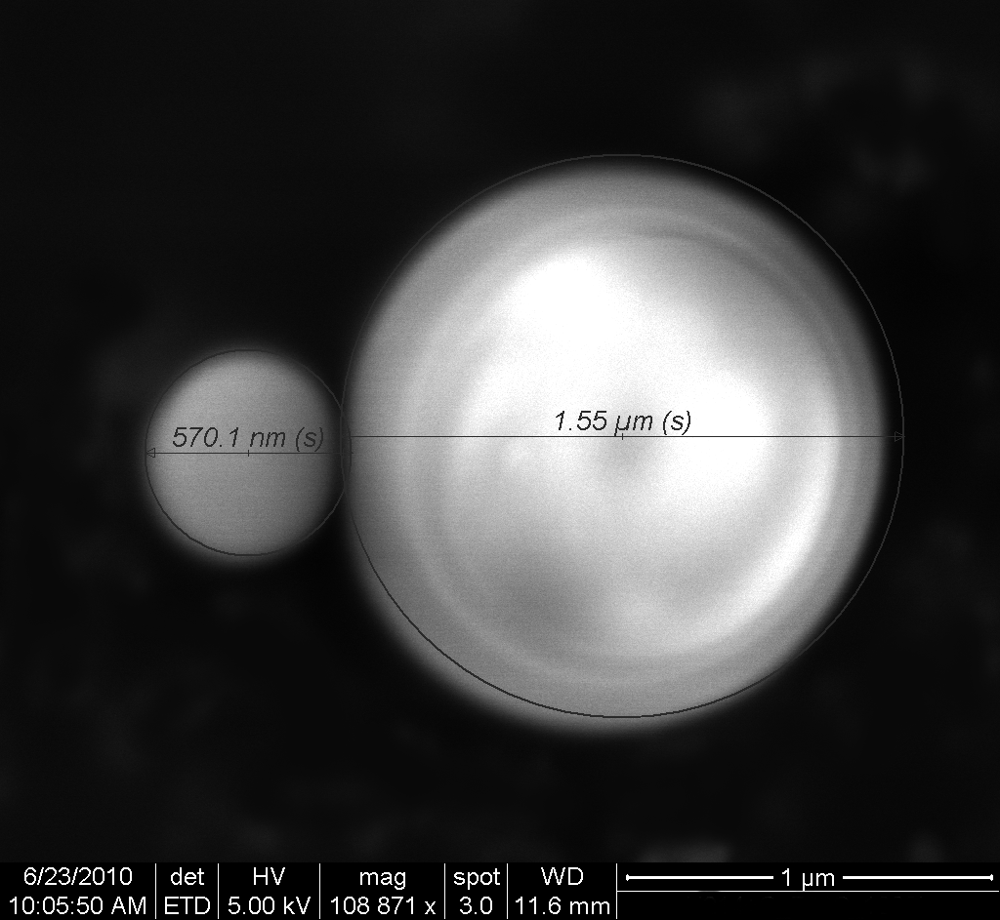 1.55 µm (s)
570.1 nm (s)
6/23/2010 det HV mag spot WD 1 µm
10:05:50 AM ETD 5.00 kV 108 871 x 3.0 11.6 mm